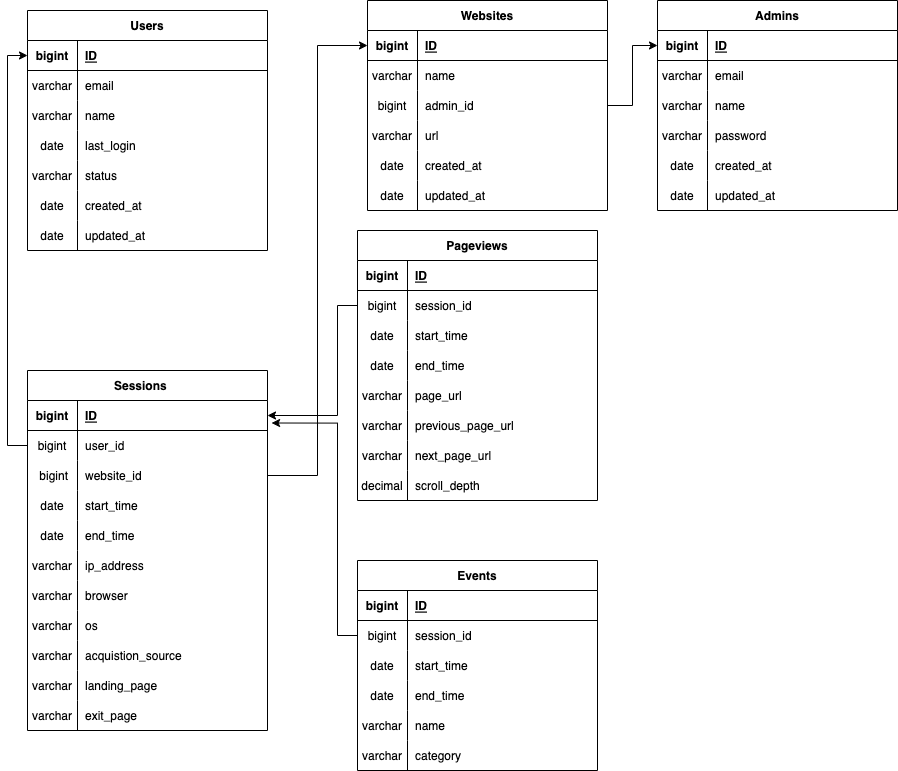 Users
bigint ID
varchar email
varchar name
date last_login
varchar status
date created_at
date updated_at
Websites
bigint ID
varchar name
bigint admin_id
varchar url
date created_at
date updated_at
Admins
bigint ID
varchar email
varchar name
varchar password
date created_at
date updated_at
Pageviews
bigint ID
bigint session_id
date start_time
date end_time
varchar page_url
varchar previous_page_url
varchar next_page_url
decimal scroll_depth
Sessions
bigint ID
bigint user_id
bigint website_id
date start_time
date end_time
varchar ip_address
varchar browser
varchar os
varchar acquistion_source
varchar landing_page
varchar exit_page
Events
bigint ID
bigint session_id
date start_time
date end_time
varchar name
varchar category